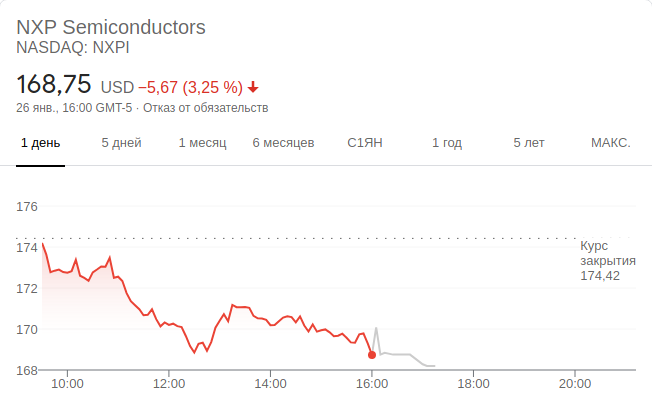 NXP Semiconductors
NASDAQ: NXPI
168,75 USD −5,67 (3,25 %)
26 янв., 16:00 GMT-5 · Отказ от обязательств
1 день 5 дней 1 месяц 6 месяцев С1ЯН 1 год 5 лет МАКС.
176
174
172
170
168
Курс
закрытия
174,42
10:00 12:00 14:00 16:00 18:00 20:00